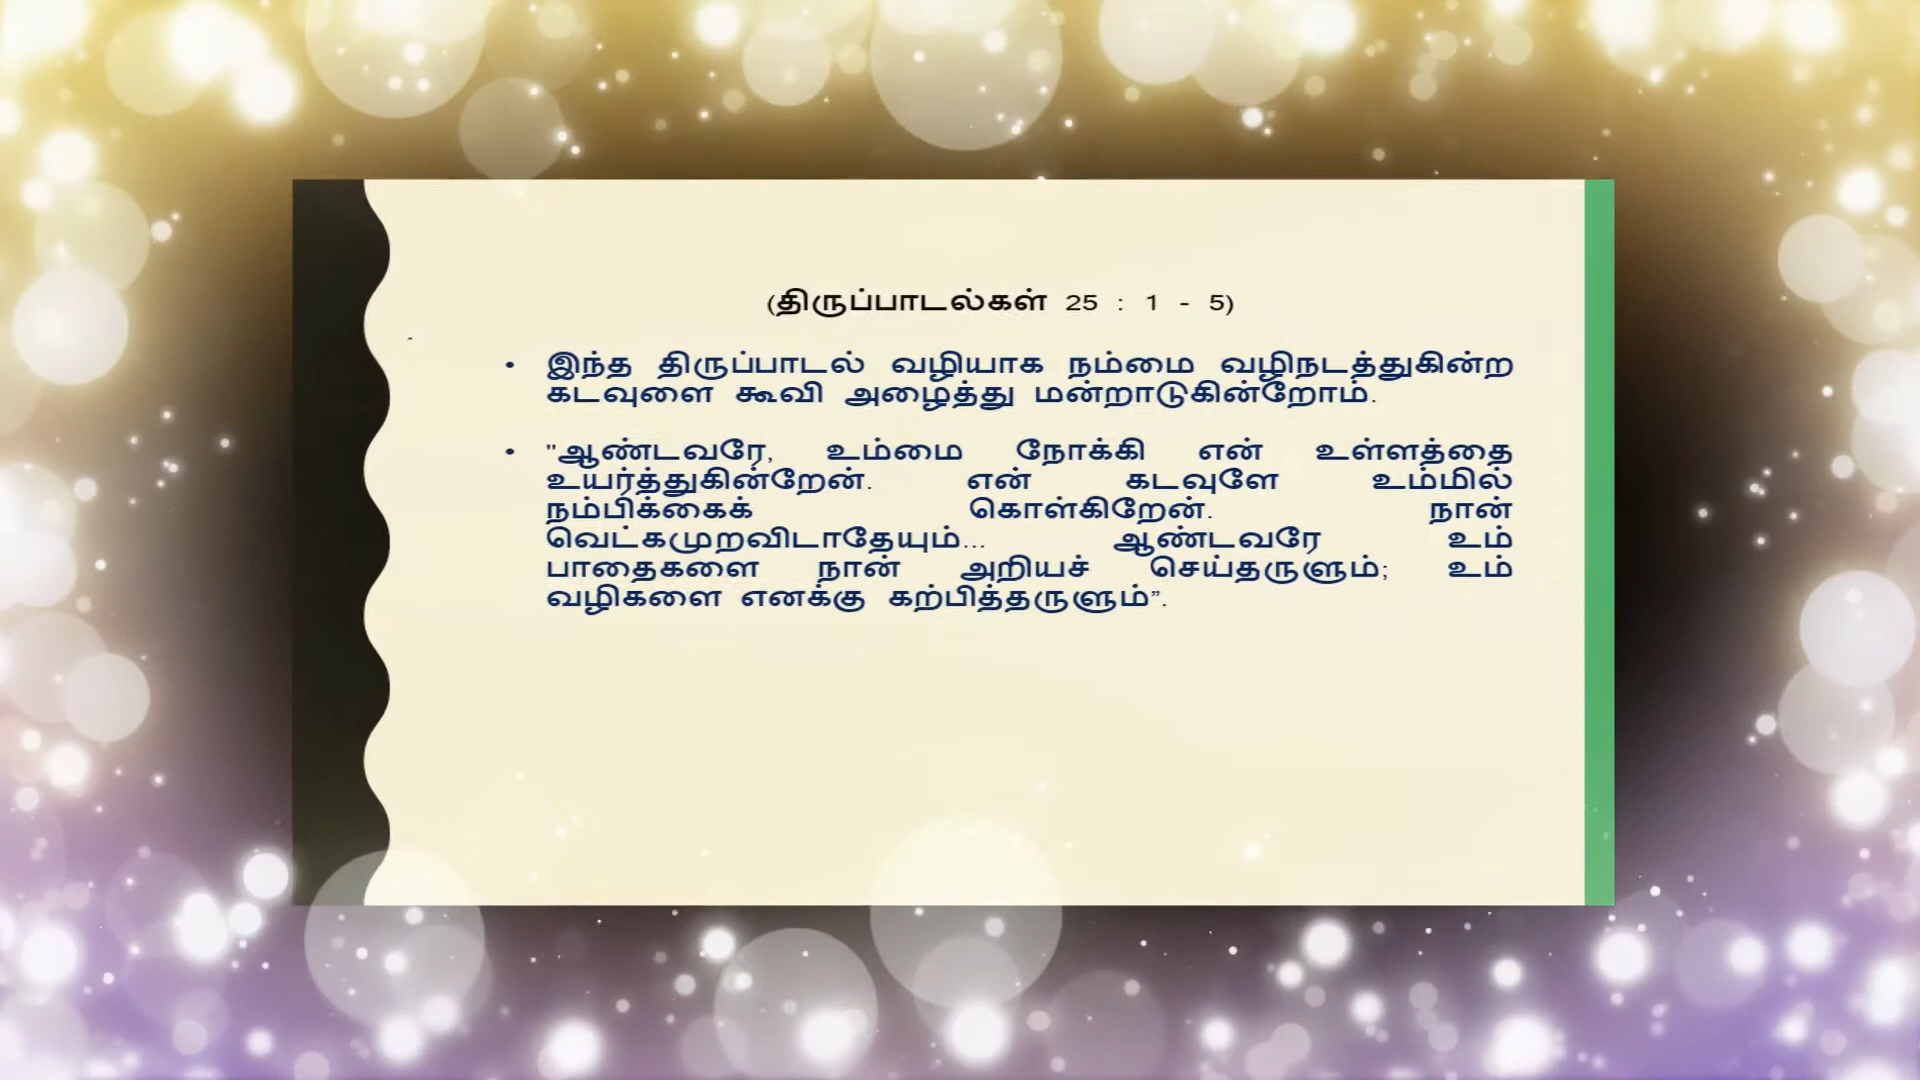 (திருப்பாடல்கள் 25 : 1 - 5)
• இந்த திருப்பாடல் வழியாக நம்மை வழிநடத்துகின்ற
கடவுளை கூவி அழைத்து மன்றாடுகின்றோம்.
• "ஆண்டவரே, உம்மை நோக்கி என் உள்ளத்தை
உயர்த்துகின்றேன். என் கடவுளே உம்மில்
நம்பிக்கைக் கொள்கிறேன். நான்
வெட்கமுறவிடாதேயும்... ஆண்டவரே உம்
பாதைகளை நான் அறியச் செய்தருளும்; உம்
வழிகளை எனக்கு கற்பித்தருளும்”.